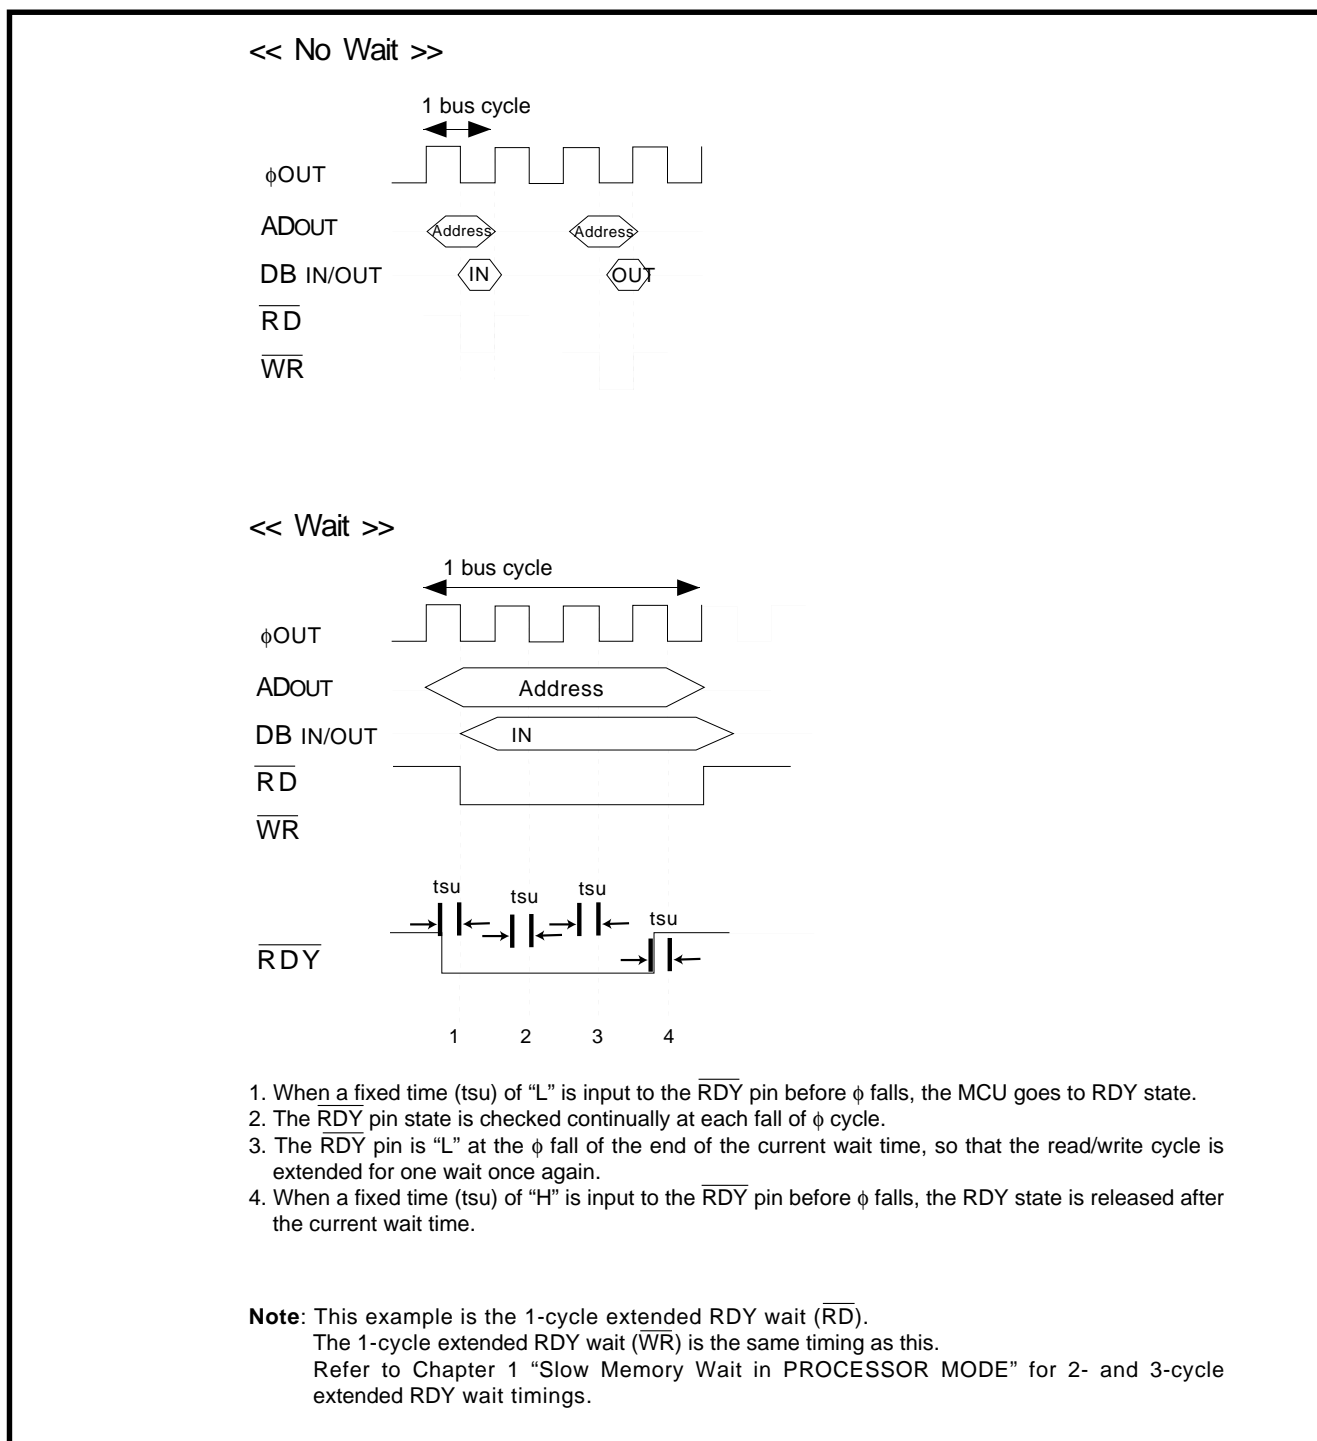 << No Wait >>
1 bus cycle
ϕOUT
ADOUT
Address Address
DB IN/OUT
IN OUT
RD
WR
<< Wait >>
1 bus cycle
ϕOUT
ADOUT
Address
DB IN/OUT
IN
RD
WR
tsu tsu tsu tsu
RDY
1 2 3 4
1. When a fixed time (tsu) of “L” is input to the RDY pin before ϕ falls, the MCU goes to RDY state.
2. The RDY pin state is checked continually at each fall of ϕ cycle.
3. The RDY pin is “L” at the ϕ fall of the end of the current wait time, so that the read/write cycle is
extended for one wait once again.
4. When a fixed time (tsu) of “H” is input to the RDY pin before ϕ falls, the RDY state is released after
the current wait time.
Note: This example is the 1-cycle extended RDY wait (RD).
The 1-cycle extended RDY wait (WR) is the same timing as this.
Refer to Chapter 1 “Slow Memory Wait in PROCESSOR MODE” for 2- and 3-cycle
extended RDY wait timings.